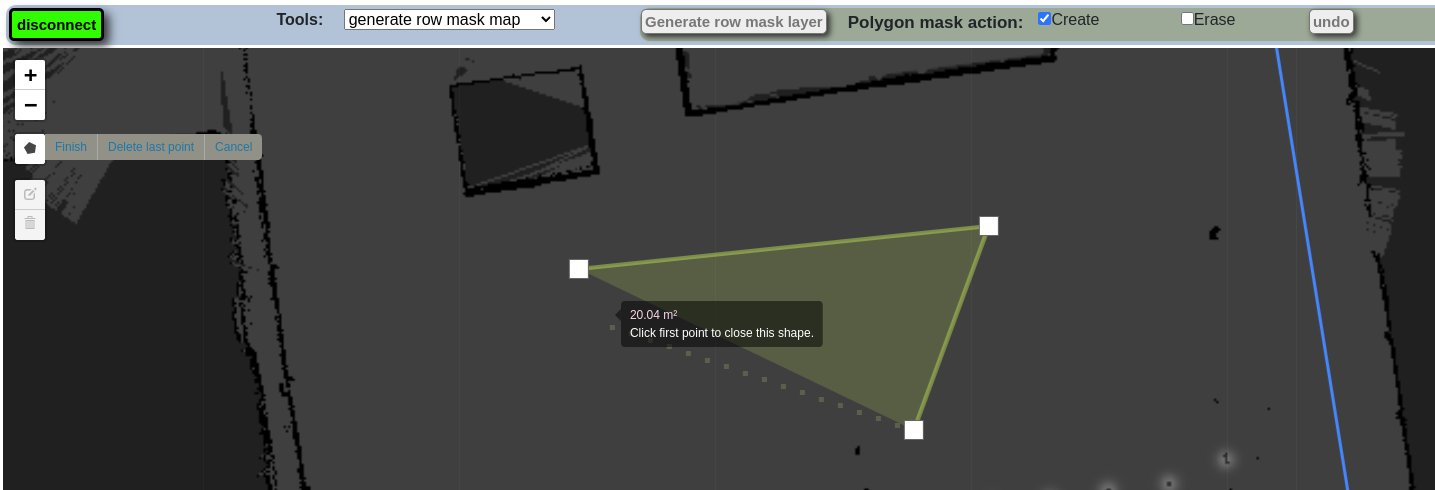 disconnect Tools: generate row mask map Generate row mask layer Polygon mask action: Create Erase undo
+
−
Finish Delete last point Cancel
20.04 m²
Click first point to close this shape.